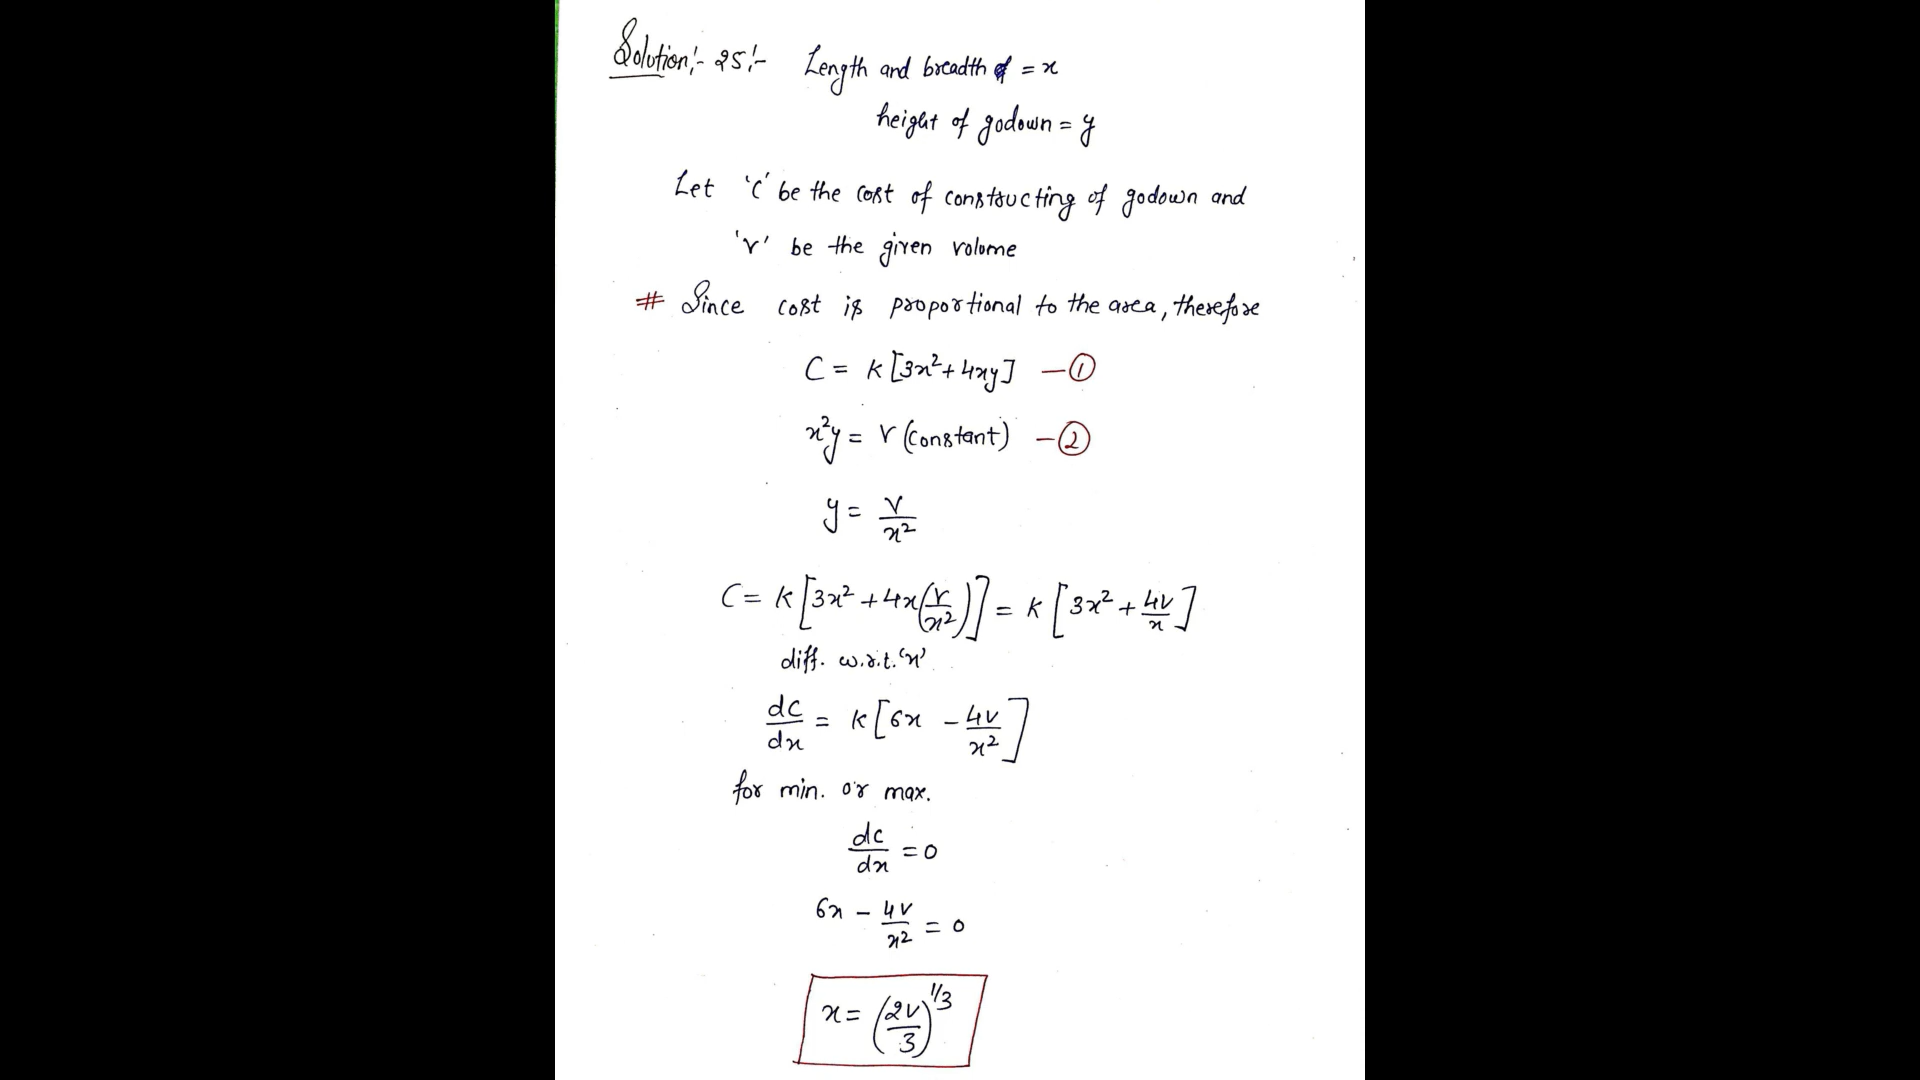 Solution:- 25:- Length and breadth = x
height of godown = y
Let 'C' be the cost of constructing of godown and
'v' be the given volume
# Since cost is proportional to the area, therefore
C = k [3x² + 4xy] —①
x²y = v (constant) —②
y = v/x²
C = k [3x² + 4x(v/x²)] = k [3x² + 4v/x]
diff. w.r.t. 'x'
dc/dx = k [6x - 4v/x²]
for min. or max.
dc/dx = 0
6x - 4v/x² = 0
x = (2v/3)^1/3